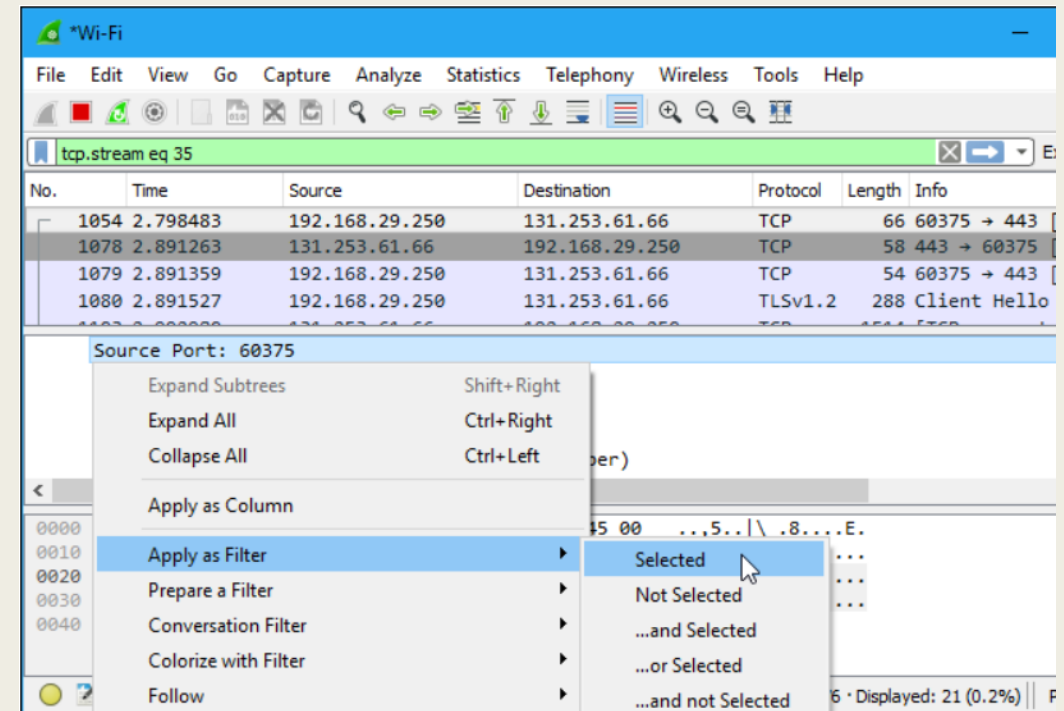 *Wi-Fi
File Edit View Go Capture Analyze Statistics Telephony Wireless Tools Help
tcp.stream eq 35
No. Time Source Destination Protocol Length Info
1054 2.798483 192.168.29.250 131.253.61.66 TCP 66 60375 → 443 [
1078 2.891263 131.253.61.66 192.168.29.250 TCP 58 443 → 60375 [
1079 2.891359 192.168.29.250 131.253.61.66 TCP 54 60375 → 443 [
1080 2.891527 192.168.29.250 131.253.61.66 TLSv1.2 288 Client Hello
Source Port: 60375
Expand Subtrees Shift+Right
Expand All Ctrl+Right
Collapse All Ctrl+Left
ber)
Apply as Column
0000 45 00 ..,5..|\ .8....E.
0010 Apply as Filter Selected ...
0020 ...
0030 Prepare a Filter Not Selected ...
0040 Conversation Filter ...and Selected
Colorize with Filter ...or Selected
Follow ...and not Selected 6 · Displayed: 21 (0.2%)